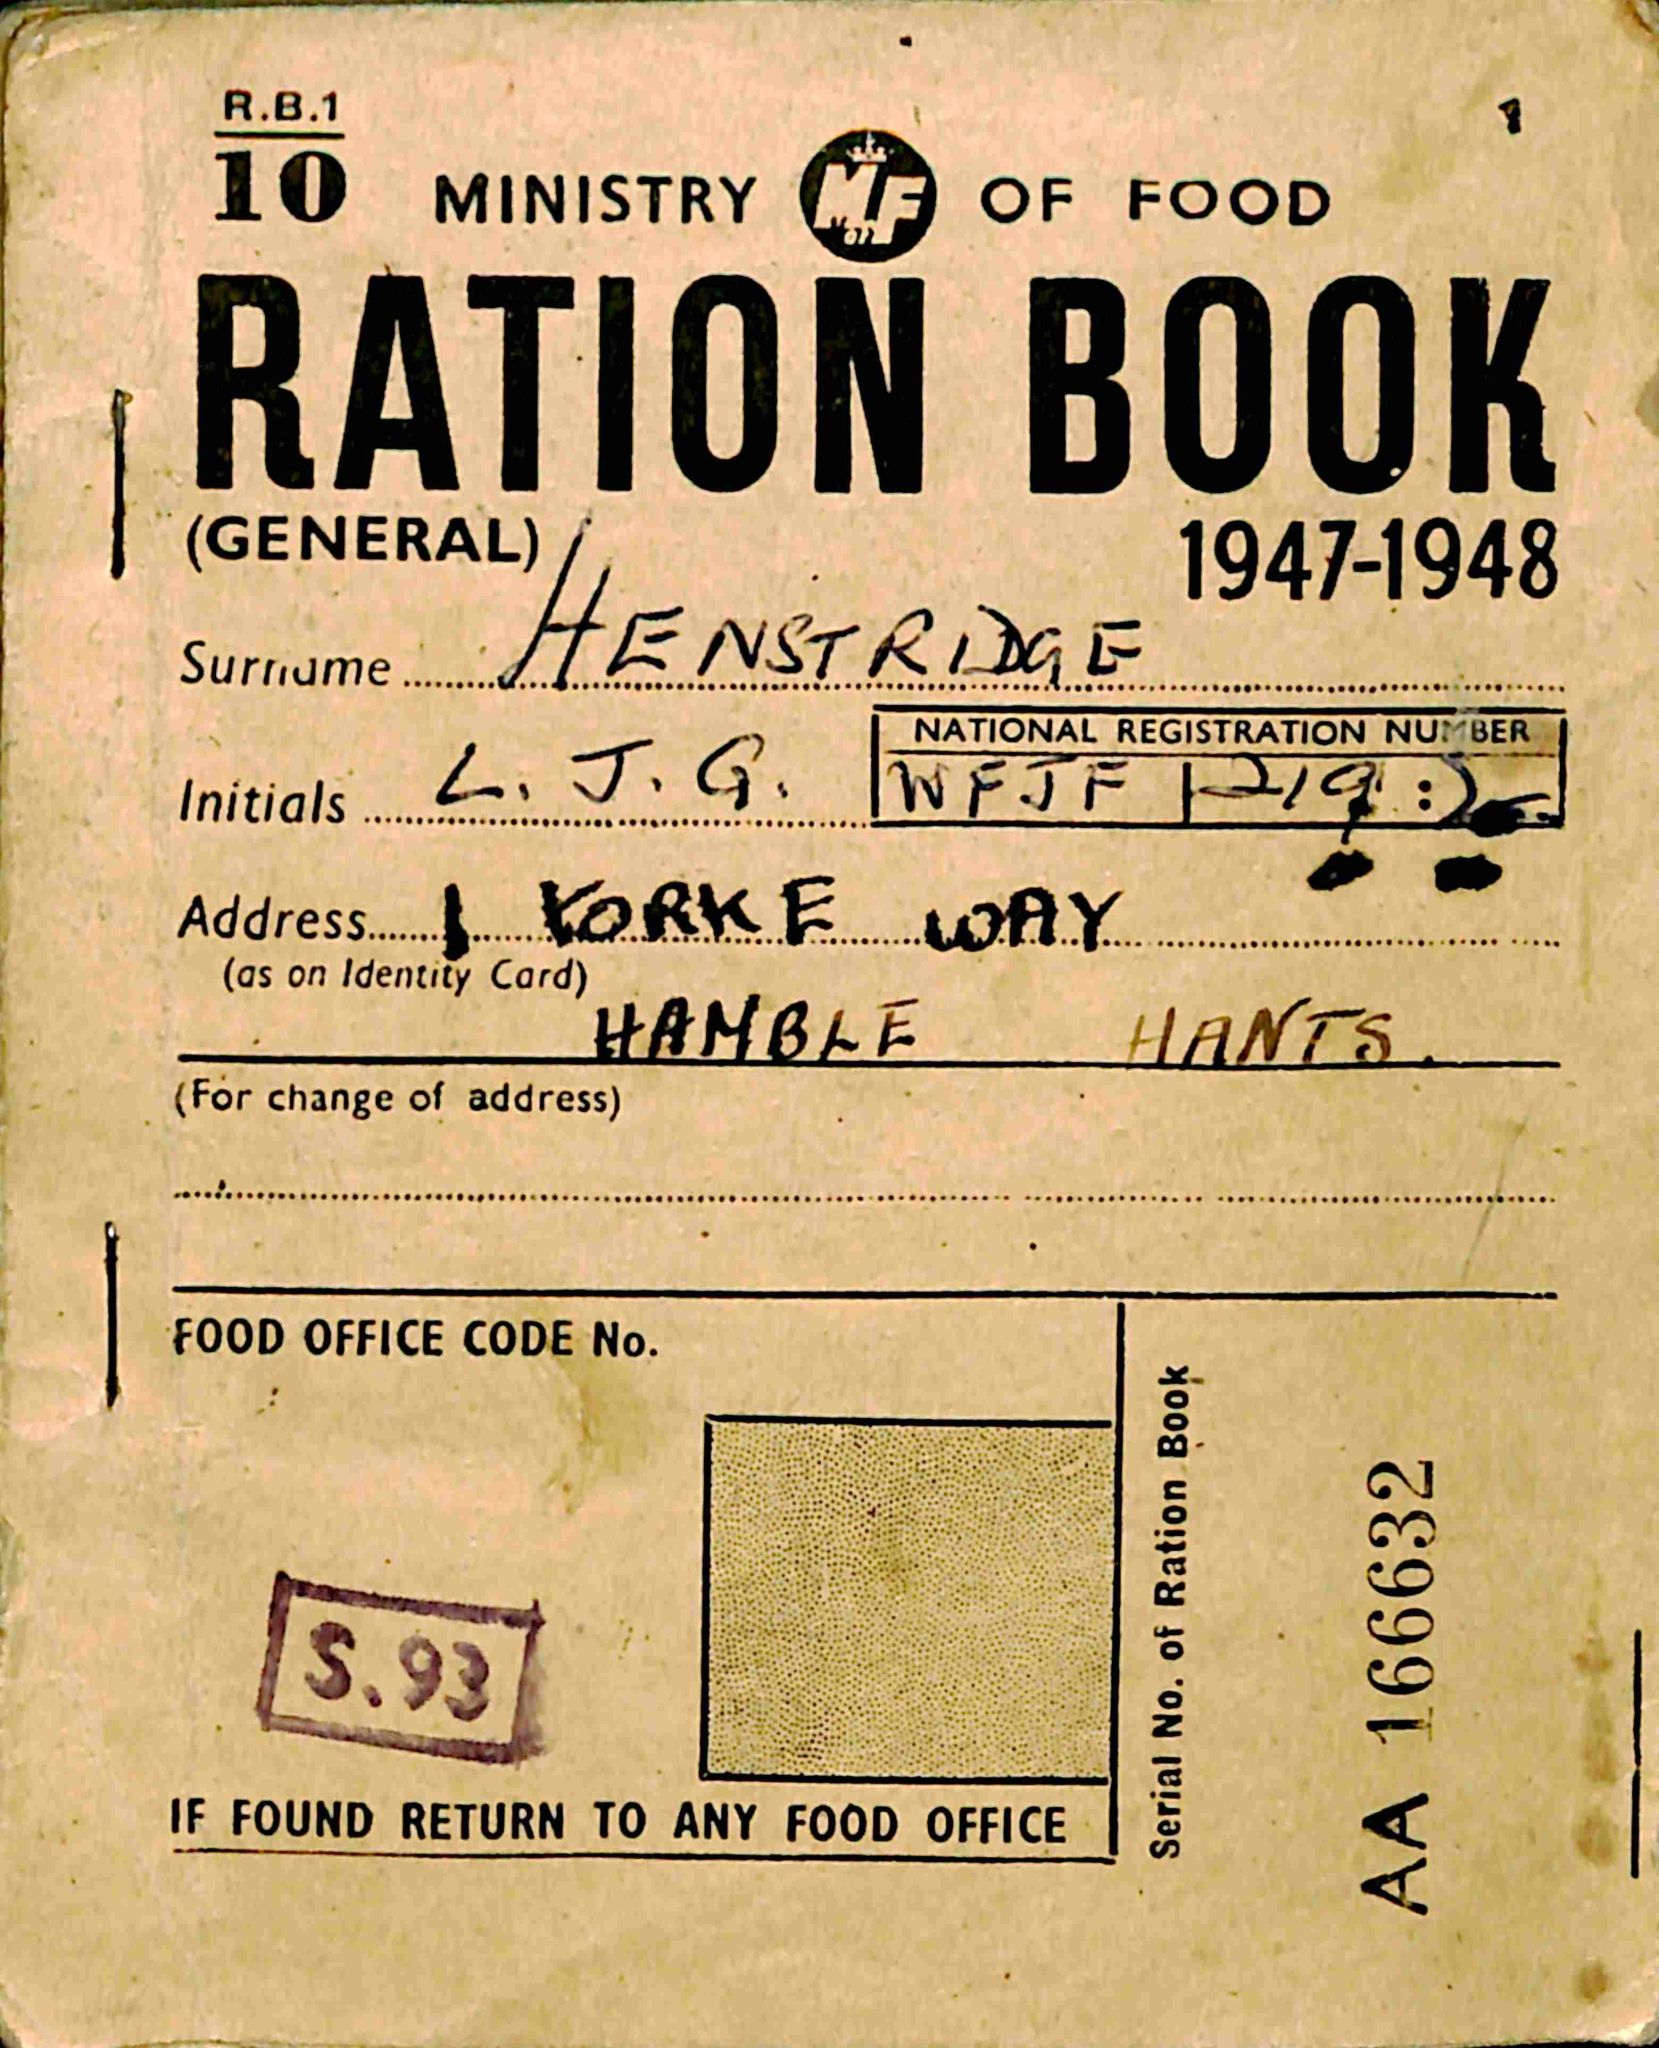 R.B.1
10
MINISTRY MF OF FOOD
RATION BOOK
(GENERAL) 1947-1948
Surname HENSTRIDGE
NATIONAL REGISTRATION NUMBER
Initials L. J. G. WFJF 219:
Address 1 YORKE WAY
(as on Identity Card)
HAMBLE HANTS.
(For change of address)
FOOD OFFICE CODE No.
S.93
IF FOUND RETURN TO ANY FOOD OFFICE
Serial No. of Ration Book
AA 166632